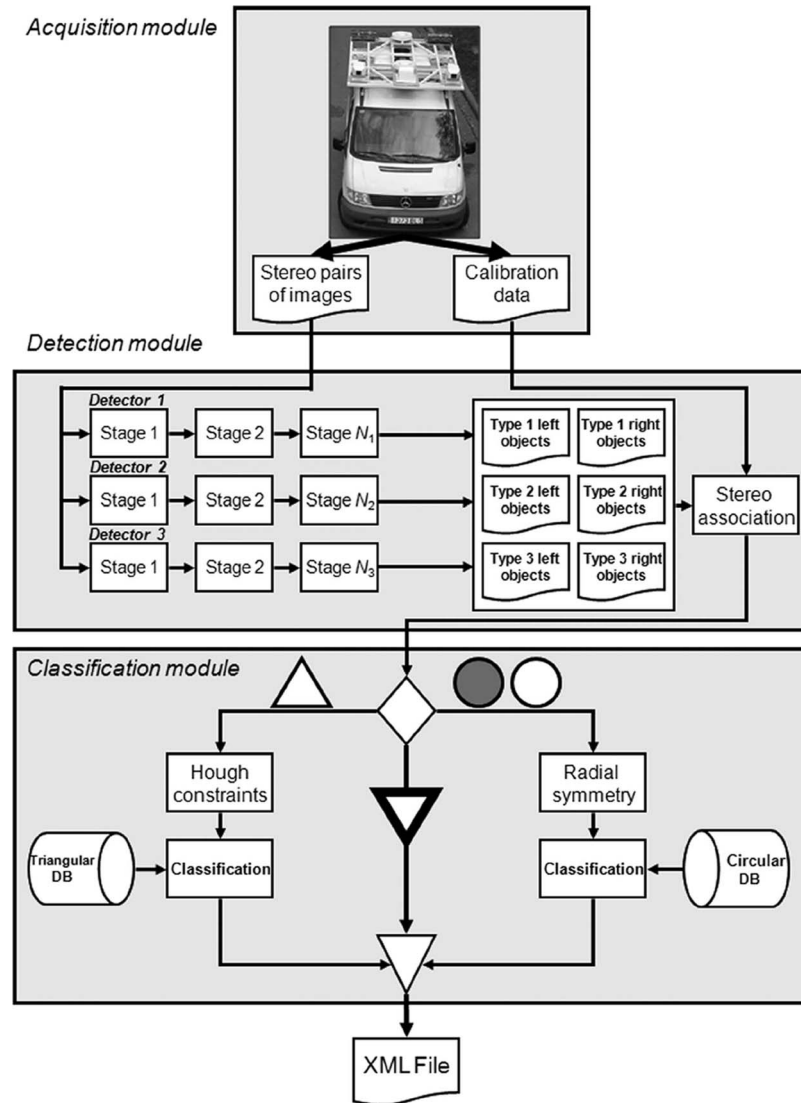 Acquisition module
Stereo pairs
of images
Calibration
data
Detection module
Detector 1
Stage 1
Stage 2
Stage N1
Type 1 left
objects
Type 1 right
objects
Detector 2
Stage 1
Stage 2
Stage N2
Type 2 left
objects
Type 2 right
objects
Stereo
association
Detector 3
Stage 1
Stage 2
Stage N3
Type 3 left
objects
Type 3 right
objects
Classification module
Hough
constraints
Radial
symmetry
Triangular
DB
Classification
Classification
Circular
DB
XML File